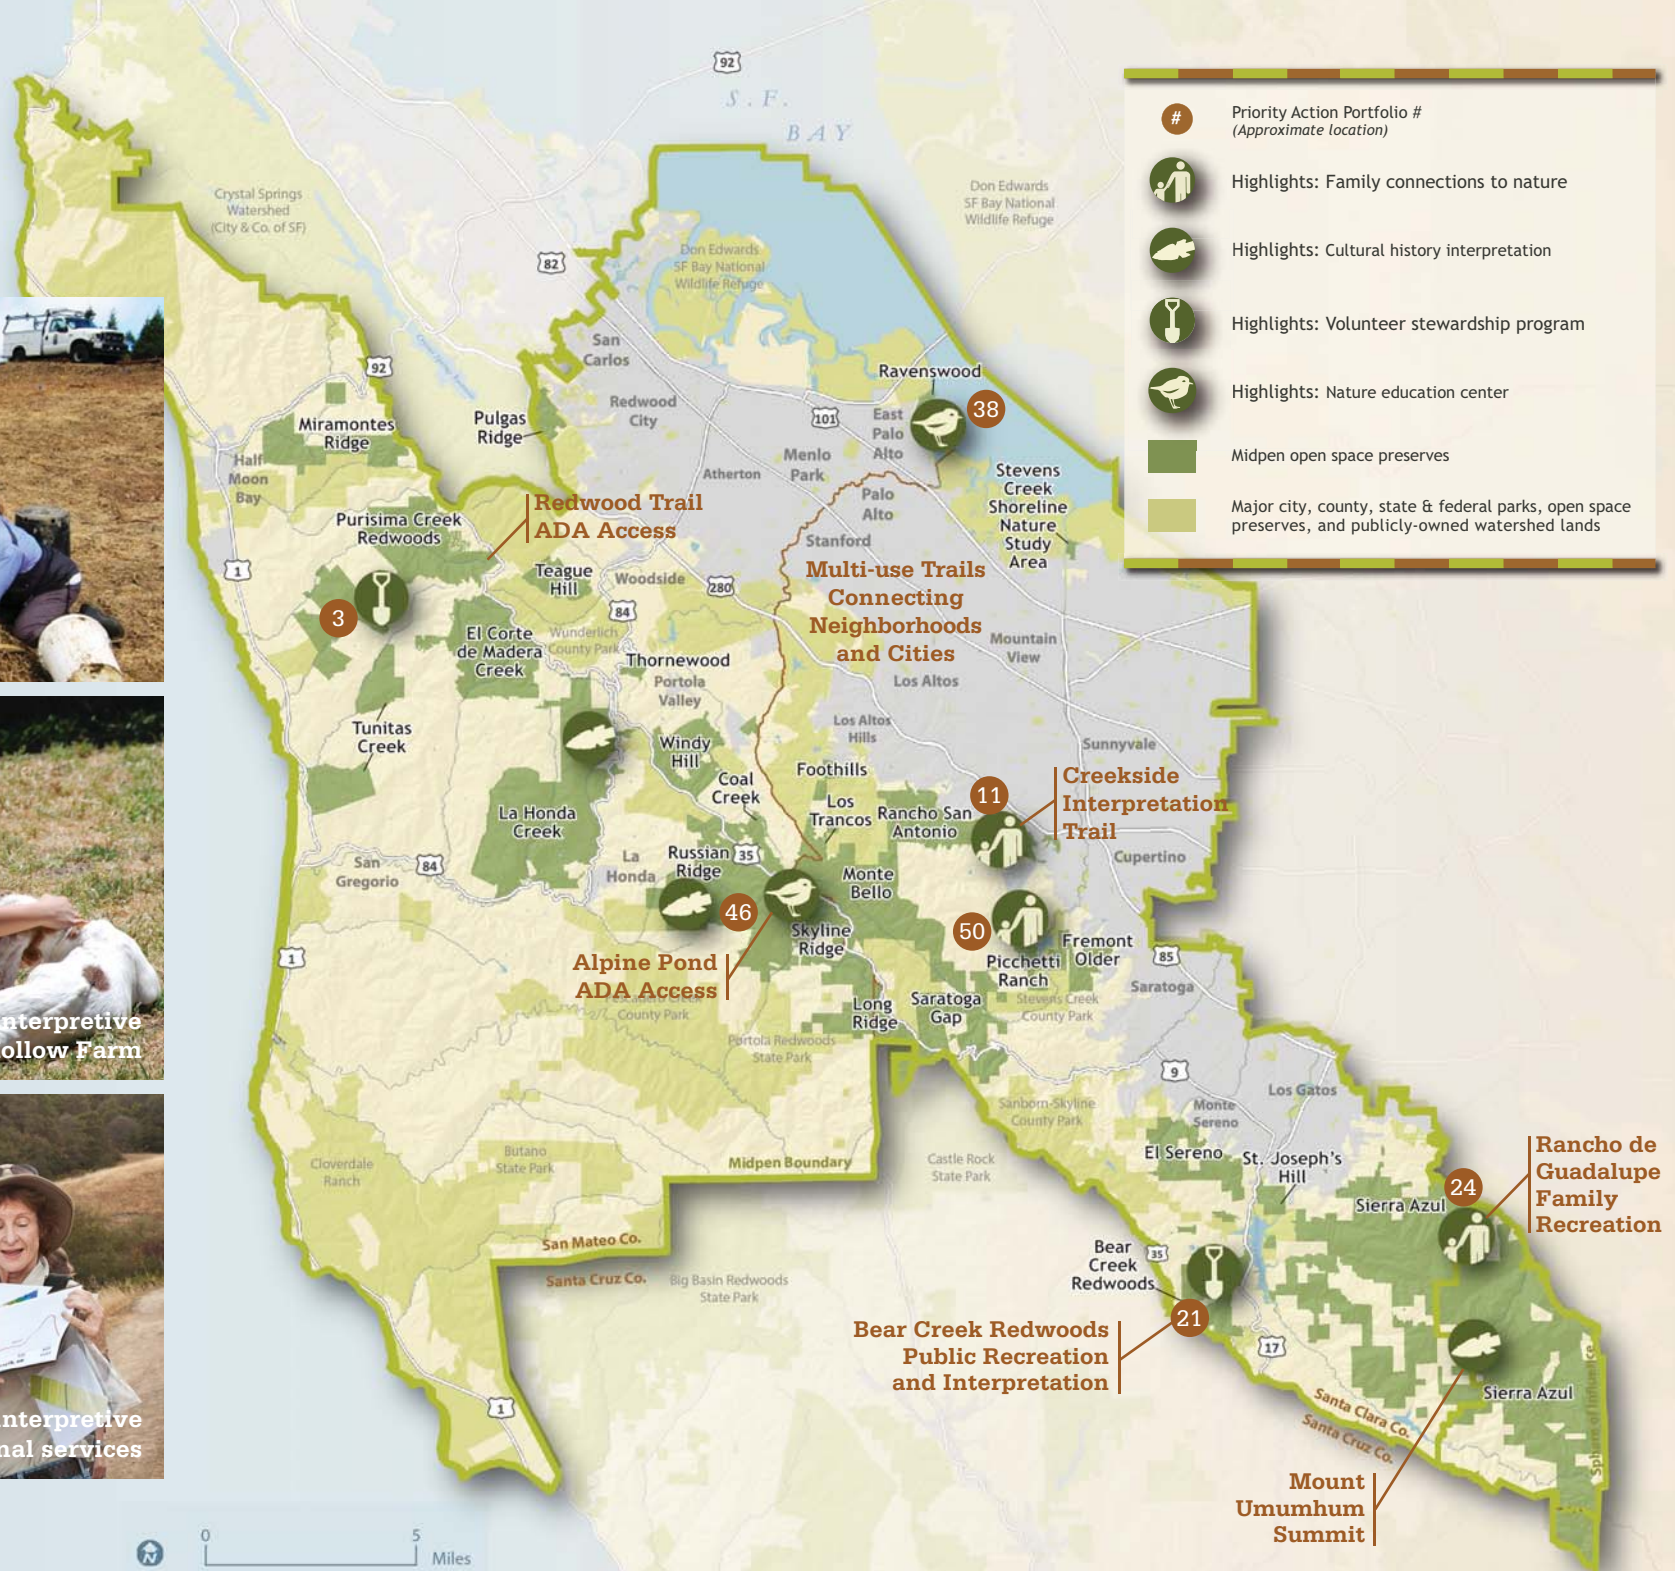 92
S. F.
BAY
#
Priority Action Portfolio #
(Approximate location)
Highlights: Family connections to nature
Highlights: Cultural history interpretation
Highlights: Volunteer stewardship program
Highlights: Nature education center
Midpen open space preserves
Major city, county, state & federal parks, open space
preserves, and publicly-owned watershed lands
Crystal Springs
Watershed
(City & Co. of SF)
Don Edwards
SF Bay National
Wildlife Refuge
82
Don Edwards
SF Bay National
Wildlife Refuge
San
Carlos
92
Ravenswood
38
Redwood
City
101
East
Palo
Alto
Pulgas
Ridge
Miramontes
Ridge
Half
Moon
Bay
Atherton
Menlo
Park
Palo
Alto
Stevens
Creek
Shoreline
Nature
Study
Area
Redwood Trail
ADA Access
Purisima Creek
Redwoods
Stanford
1
Teague
Hill
Woodside
280
84
Multi-use Trails
Connecting
Neighborhoods
and Cities
3
El Corte
de Madera
Creek
Wunderlich
County Park
Thornewood
Portola
Valley
Mountain
View
Los Altos
Los Altos
Hills
Sunnyvale
Tunitas
Creek
Windy
Hill
Coal
Creek
Foothills
Los
Trancos
Rancho San
Antonio
11
Creekside
Interpretation
Trail
La Honda
Creek
Cupertino
San
Gregorio
84
La
Honda
Russian
Ridge
35
Monte
Bello
46
50
Skyline
Ridge
Picchetti
Ranch
Fremont
Older
85
Saratoga
1
Alpine Pond
ADA Access
County Park
Long
Ridge
Saratoga
Gap
Stevens Creek
County Park
Portola Redwoods
State Park
nterpretive
ollow Farm
9
Los Gatos
Monte
Sereno
Sanborn-Skyline
County Park
Butano
State Park
Cloverdale
Ranch
Midpen Boundary
Castle Rock
State Park
El Sereno
St. Joseph's
Hill
Sierra Azul
24
Rancho de
Guadalupe
Family
Recreation
San Mateo Co.
Santa Cruz Co.
Big Basin Redwoods
State Park
Bear
Creek
Redwoods
35
21
Bear Creek Redwoods
Public Recreation
and Interpretation
17
Sierra Azul
Sphere of Influence
Santa Clara Co.
Santa Cruz Co.
1
nterpretive
nal services
Mount
Umumhum
Summit
N
0
5
Miles